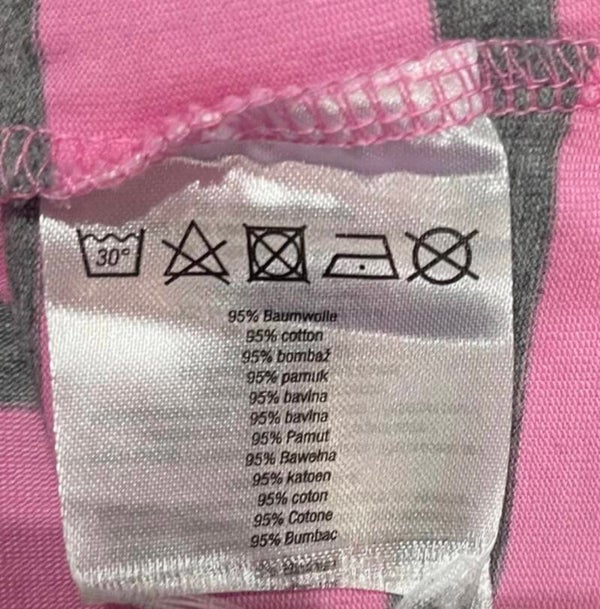 30°
95% Baumwolle
95% cotton
95% bombaž
95% pamuk
95% bavlna
95% bavlna
95% Pamut
95% Bawełna
95% katoen
95% coton
95% Cotone
95% Bumbac